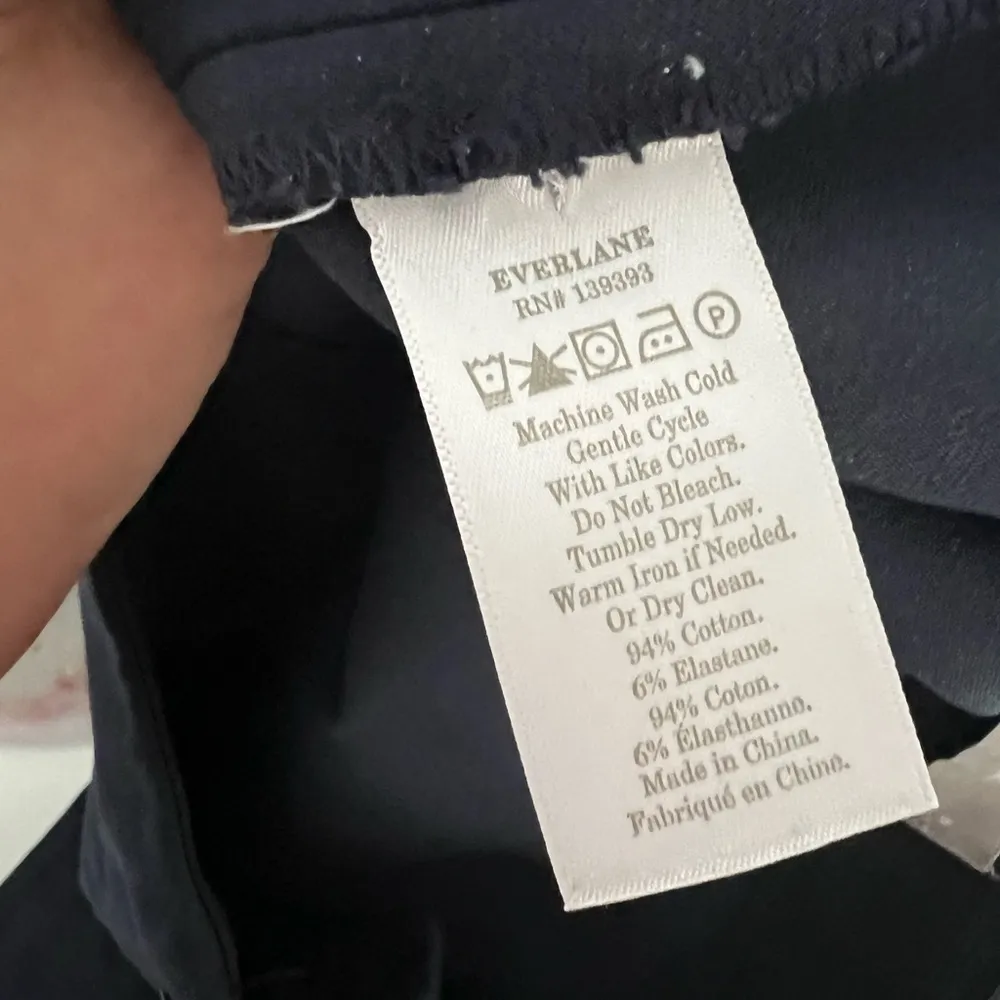 EVERLANE
RN# 139393
P
Machine Wash Cold
Gentle Cycle
With Like Colors.
Do Not Bleach.
Tumble Dry Low.
Warm Iron if Needed.
Or Dry Clean.
94% Cotton.
6% Elastane.
94% Coton.
6% Élasthanne.
Made in China.
Fabriqué en Chine.